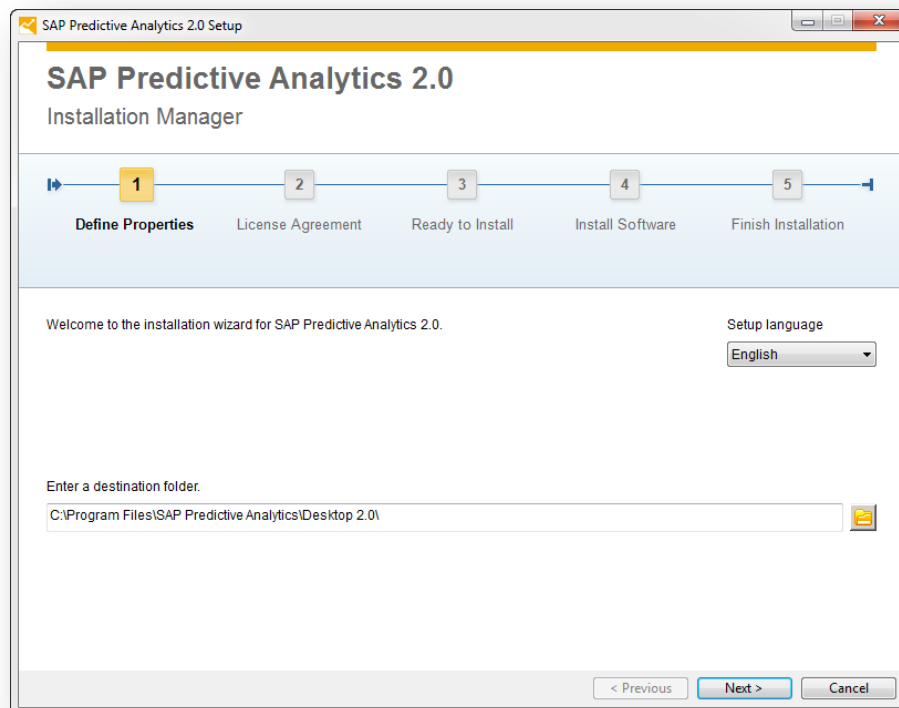 SAP Predictive Analytics 2.0 Setup
SAP Predictive Analytics 2.0
Installation Manager
1 2 3 4 5
Define Properties License Agreement Ready to Install Install Software Finish Installation
Welcome to the installation wizard for SAP Predictive Analytics 2.0. Setup language
English
Enter a destination folder.
C:\Program Files\SAP Predictive Analytics\Desktop 2.0\
< Previous Next > Cancel